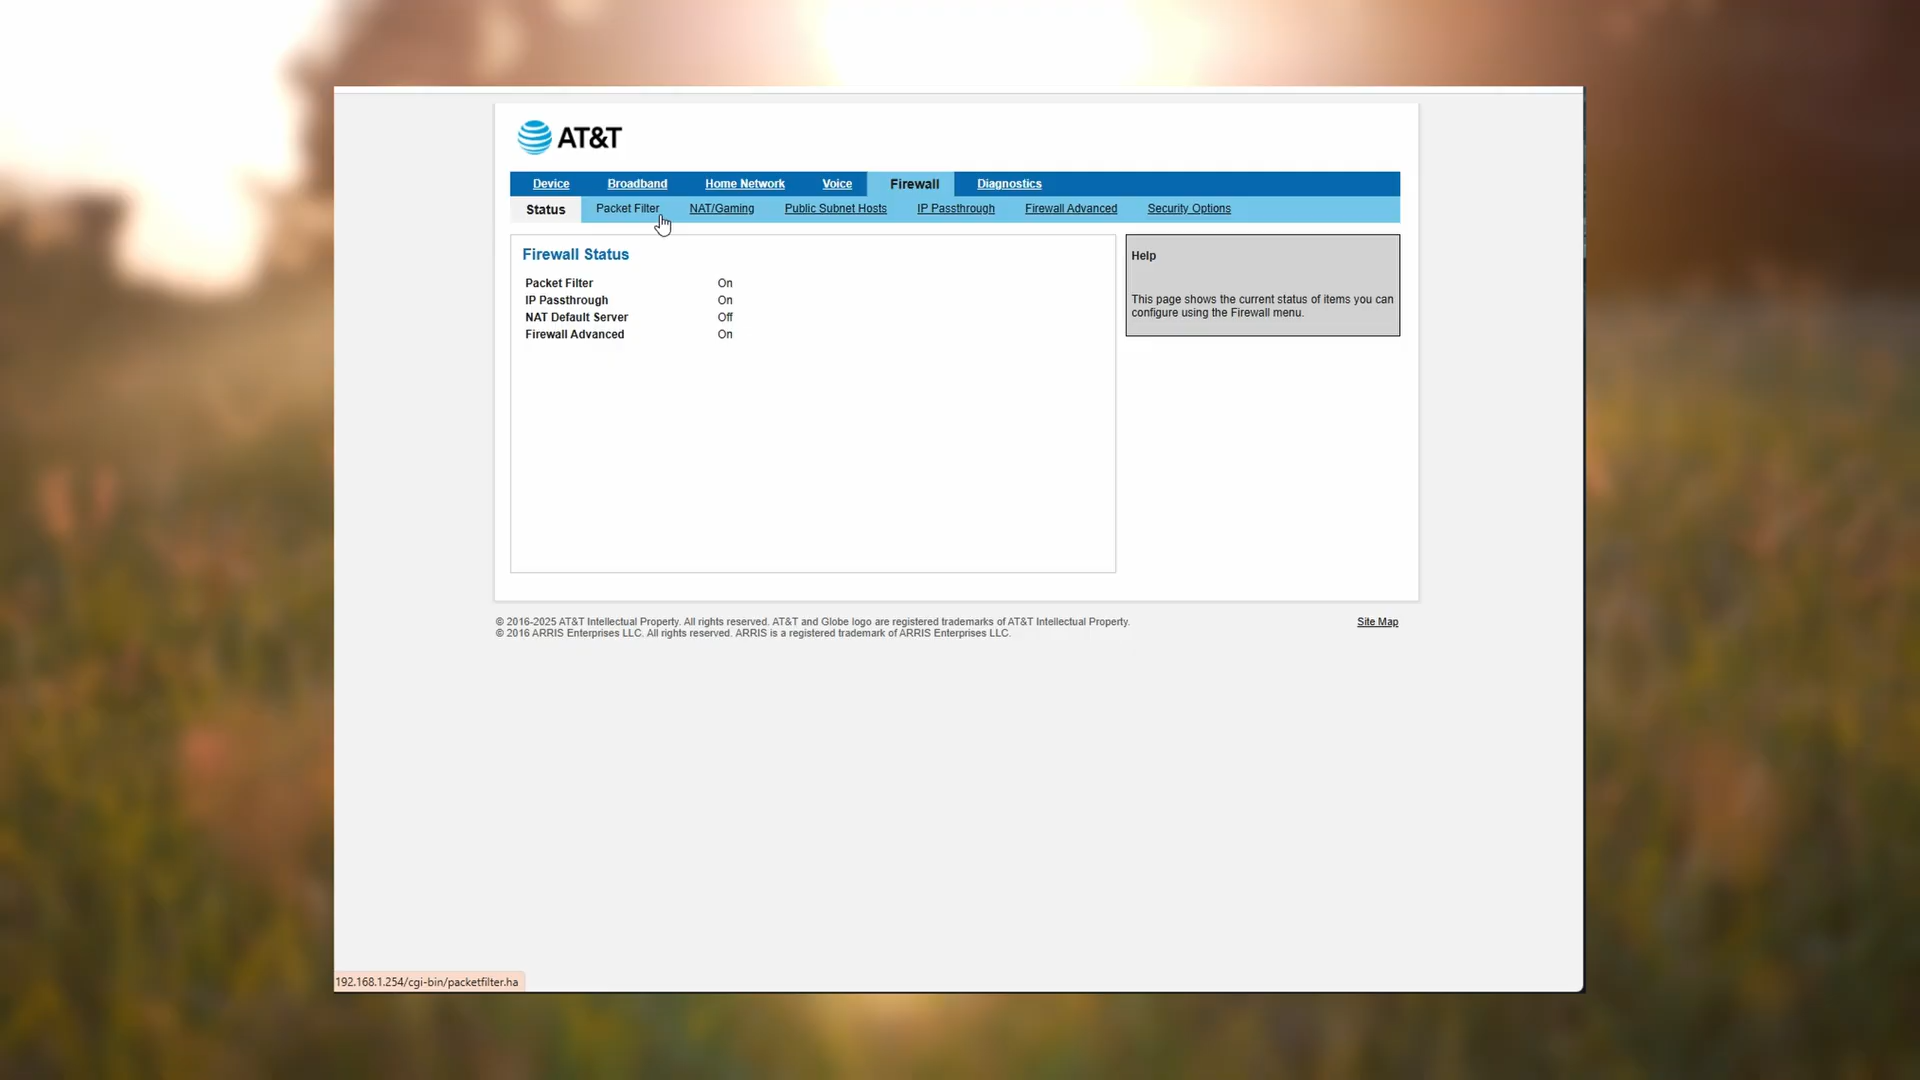 AT&T
Device Broadband Home Network Voice Firewall Diagnostics
Status Packet Filter NAT/Gaming Public Subnet Hosts IP Passthrough Firewall Advanced Security Options
Firewall Status
Packet Filter On
IP Passthrough On
NAT Default Server Off
Firewall Advanced On
Help
This page shows the current status of items you can
configure using the Firewall menu.
© 2016-2025 AT&T Intellectual Property. All rights reserved. AT&T and Globe logo are registered trademarks of AT&T Intellectual Property.
© 2016 ARRIS Enterprises LLC. All rights reserved. ARRIS is a registered trademark of ARRIS Enterprises LLC.
Site Map
192.168.1.254/cgi-bin/packetfilter.ha